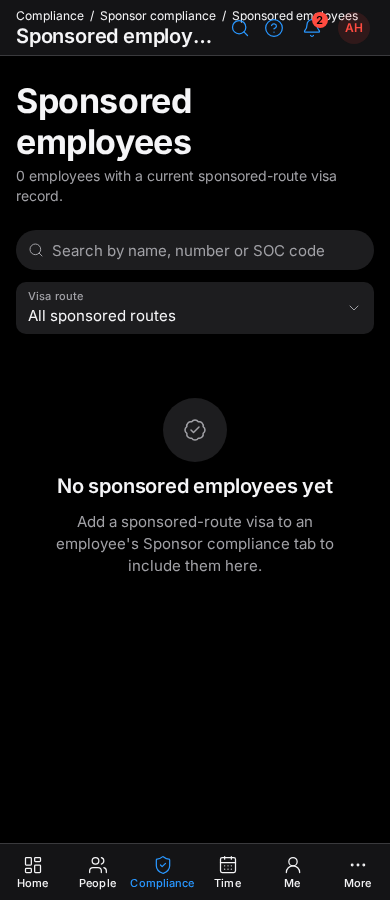 Compliance / Sponsor compliance / Sponsored employees
Sponsored employ...
2
AH
Sponsored
employees
0 employees with a current sponsored-route visa
record.
Search by name, number or SOC code
Visa route
All sponsored routes
No sponsored employees yet
Add a sponsored-route visa to an
employee's Sponsor compliance tab to
include them here.
Home People Compliance Time Me More